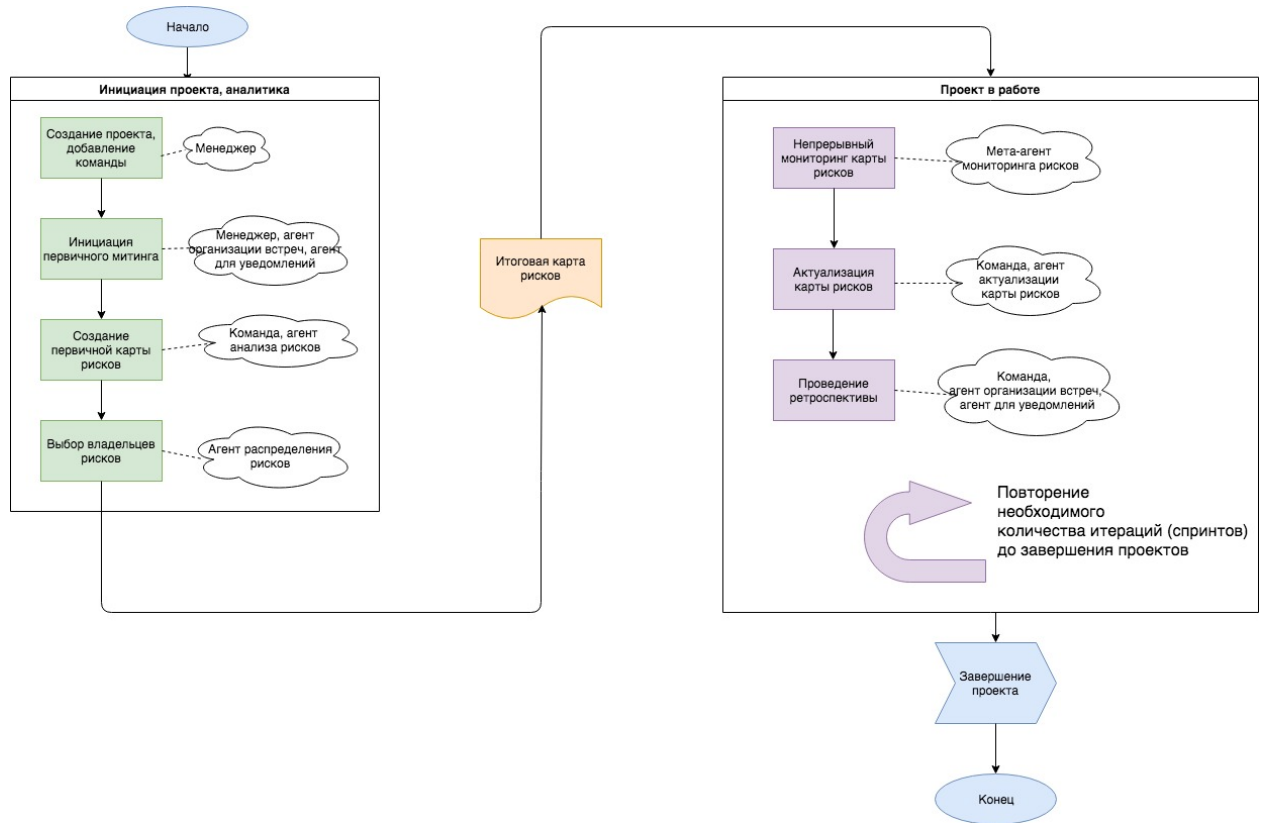 Начало
Инициация проекта, аналитика
Создание проекта,
добавление
команды
Менеджер
Инициация
первичного митинга
Менеджер, агент
организации встреч, агент
для уведомлений
Создание
первичной карты
рисков
Команда, агент
анализа рисков
Выбор владельцев
рисков
Агент распределения
рисков
Итоговая карта
рисков
Проект в работе
Непрерывный
мониторинг карты
рисков
Мета-агент
мониторинга рисков
Актуализация
карты рисков
Команда, агент
актуализации
карты рисков
Проведение
ретроспективы
Команда,
агент организации встреч,
агент для уведомлений
Повторение
необходимого
количества итераций (спринтов)
до завершения проектов
Завершение
проекта
Конец